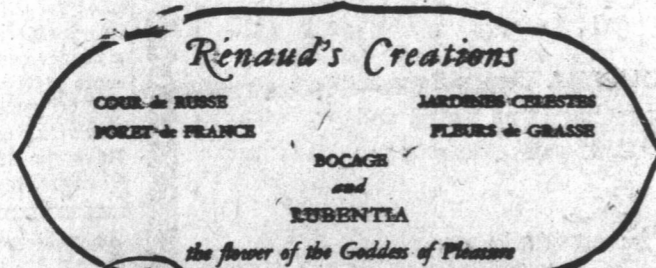 Renaud's Creations
COUR de RUSSE JARDINES CELESTES
FORET de FRANCE FLEURS de GRASSE
BOCAGE
and
RUBENTIA
the flower of the Goddess of Pleasure